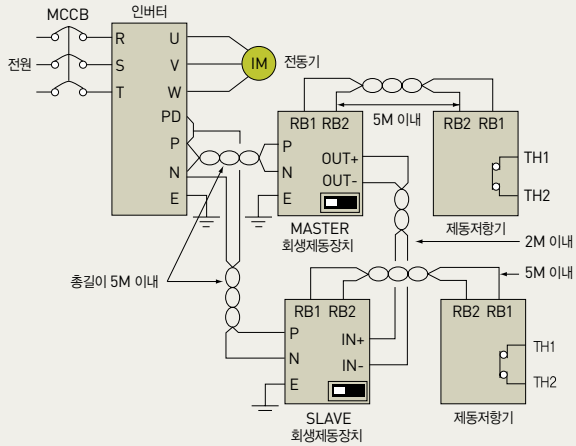 MCCB
인버터
R
S
T
전원
U
V
W
IM
전동기
PD
P
N
E
RB1 RB2
P
N
E
OUT+
OUT-
MASTER
회생제동장치
5M 이내
RB2 RB1
TH1
TH2
제동저항기
2M 이내
총길이 5M 이내
5M 이내
RB1 RB2
P
N
E
IN+
IN-
SLAVE
회생제동장치
RB2 RB1
TH1
TH2
제동저항기